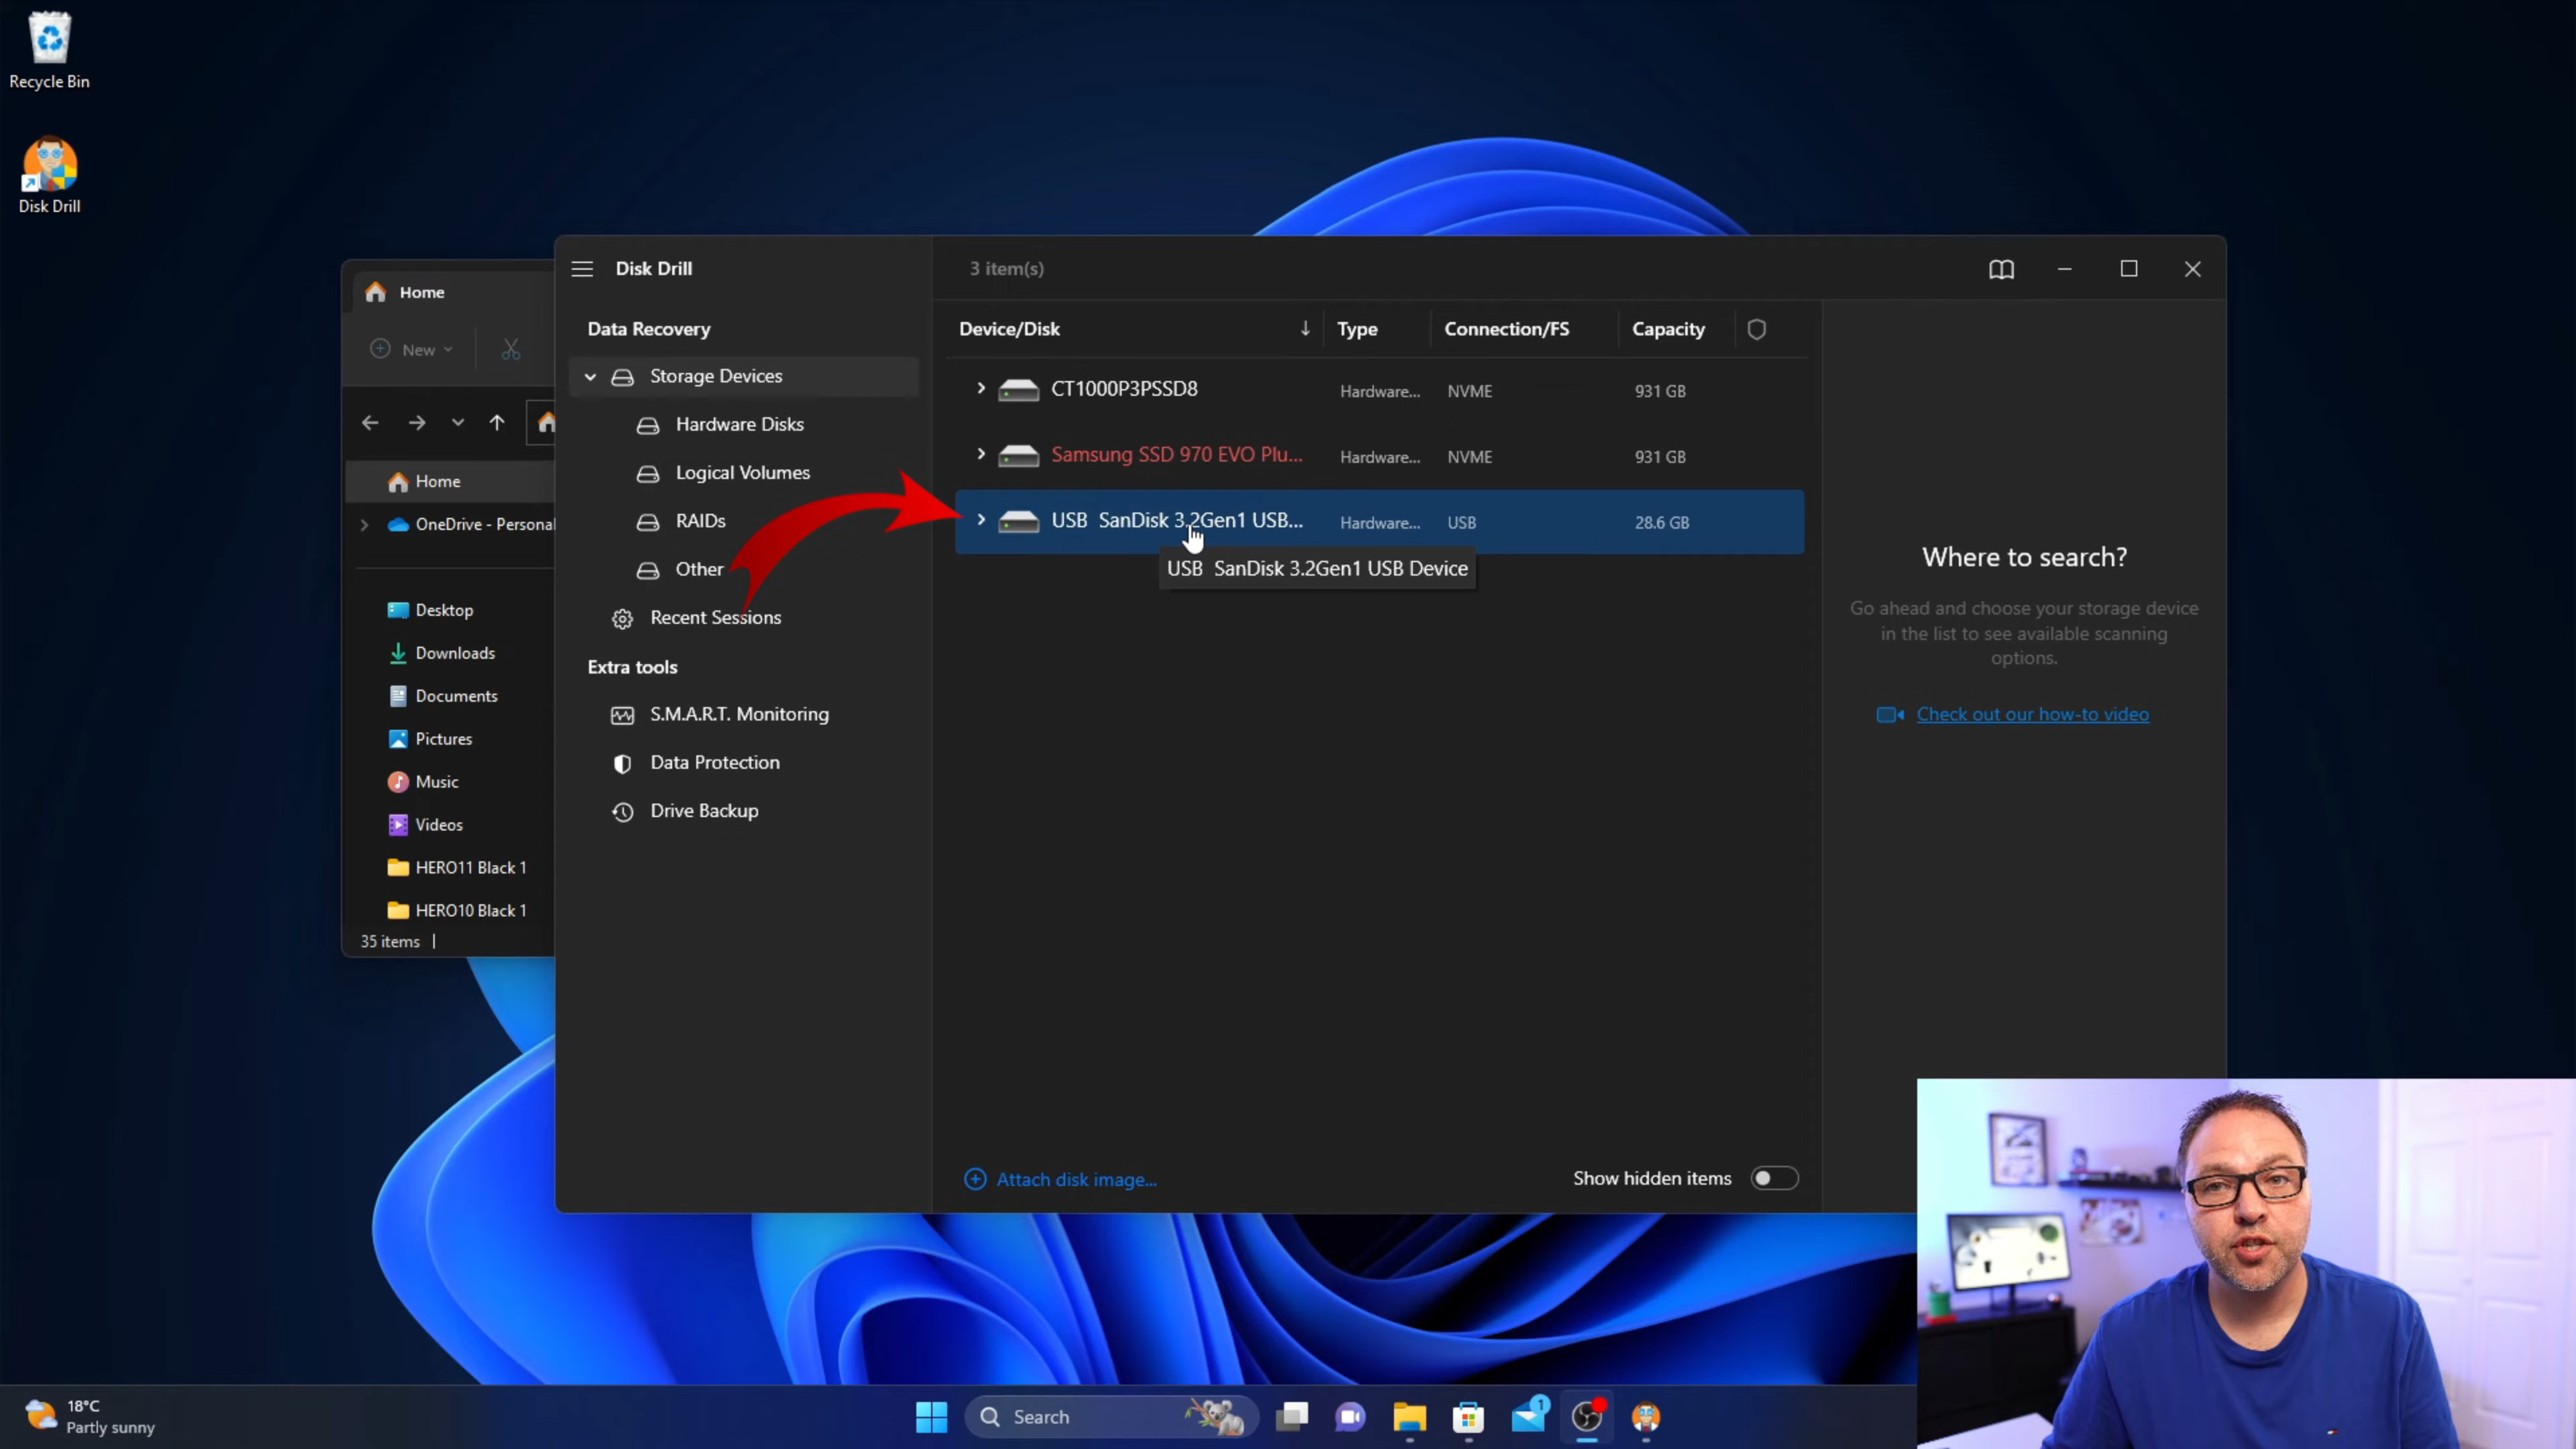 Recycle Bin
Disk Drill
Home
New
Home
OneDrive - Personal
Desktop
Downloads
Documents
Pictures
Music
Videos
HERO11 Black 1
HERO10 Black 1
35 items
Disk Drill
Data Recovery
Storage Devices
Hardware Disks
Logical Volumes
RAIDs
Other
Recent Sessions
Extra tools
S.M.A.R.T. Monitoring
Data Protection
Drive Backup
3 item(s)
Device/Disk Type Connection/FS Capacity
CT1000P3PSSD8 Hardware... NVME 931 GB
Samsung SSD 970 EVO Plu... Hardware... NVME 931 GB
USB SanDisk 3.2Gen1 USB... Hardware... USB 28.6 GB
USB SanDisk 3.2Gen1 USB Device
Where to search?
Go ahead and choose your storage device
in the list to see available scanning
options.
Check out our how-to video
Attach disk image...
Show hidden items
18°C
Partly sunny
Search
1